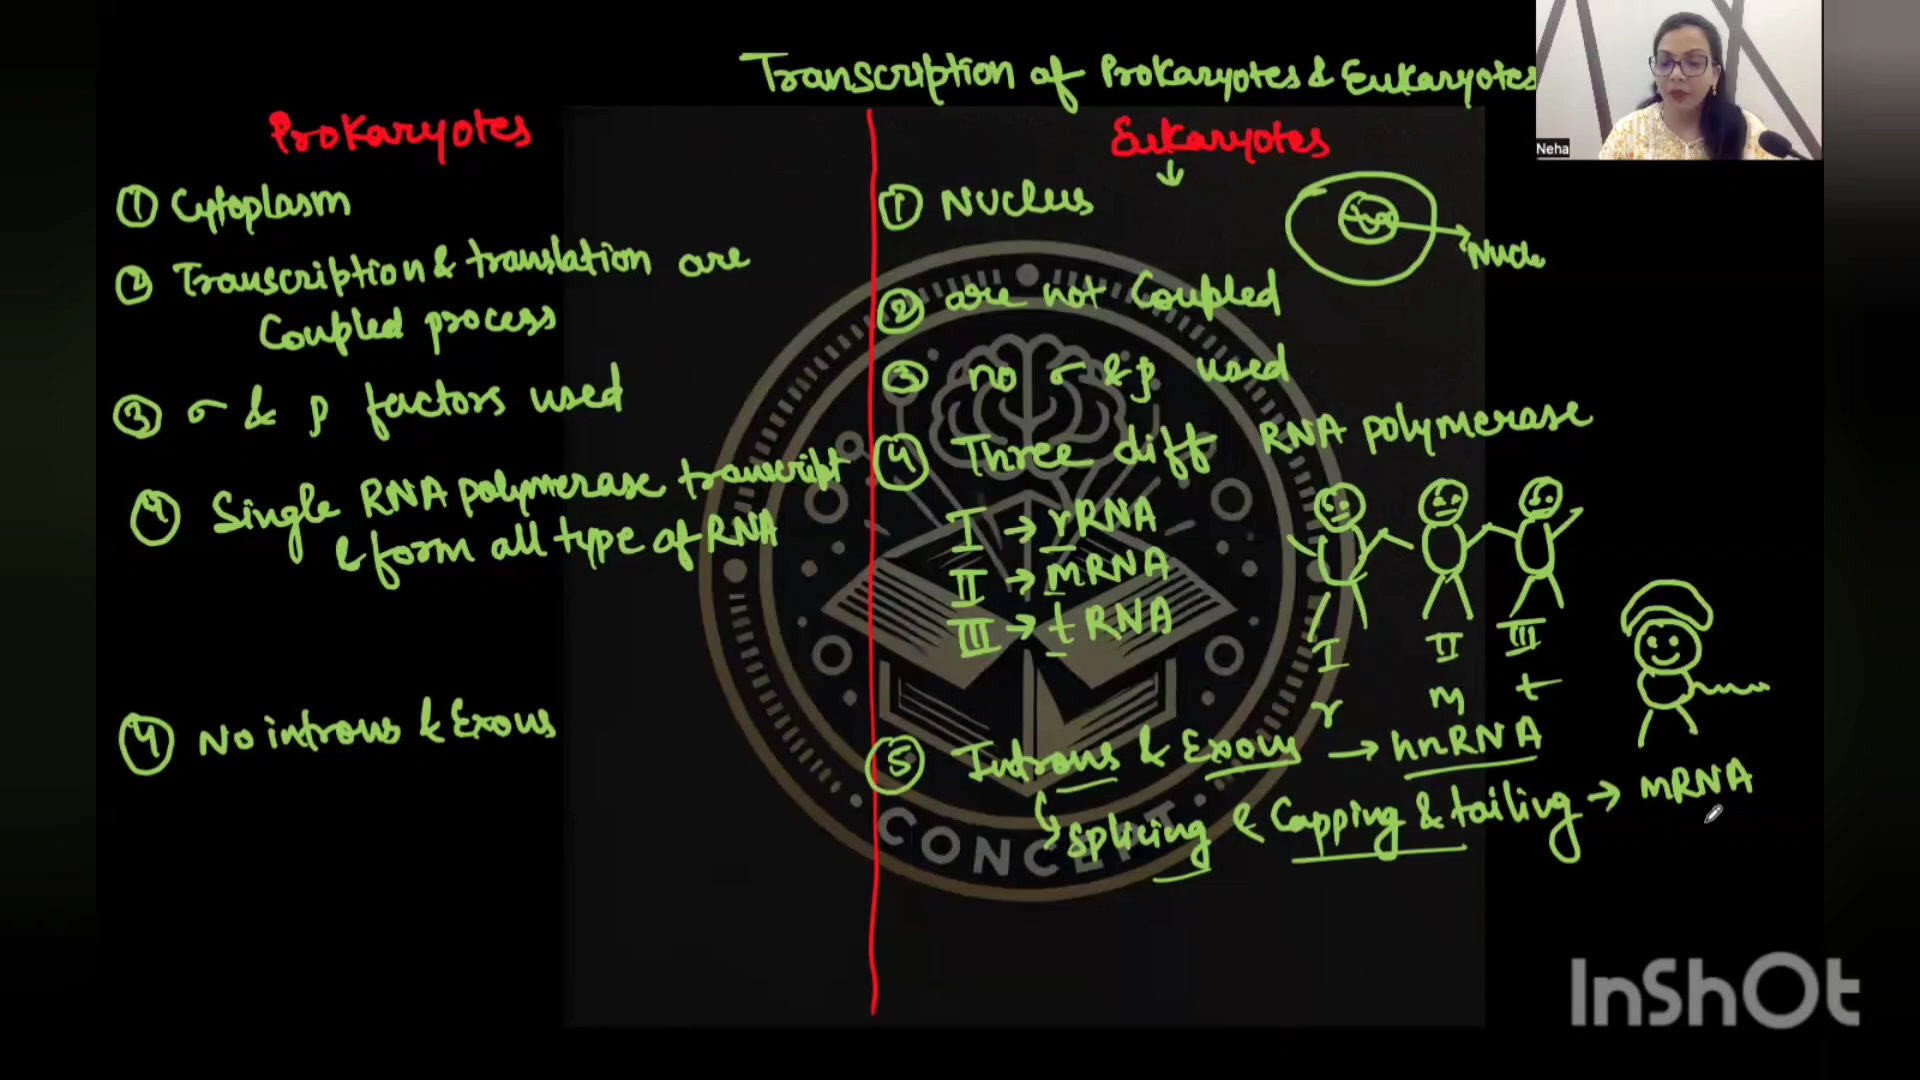 Transcription of Prokaryotes & Eukaryotes
Neha
Prokaryotes
① Cytoplasm
② Transcription & translation are
Coupled process
③ σ & ρ factors used
④ Single RNA polymerase transcript
& form all type of RNA
④ No introns & Exons
Eukaryotes
① Nucleus
Nucle
② are not Coupled
③ no σ & ρ used
④ Three diff RNA polymerase
I → rRNA
II → mRNA
III → tRNA
I II III
r m t
⑤ Introns & Exons → hnRNA
Splicing & Capping & tailing → mRNA
CONCEPT
InShOt